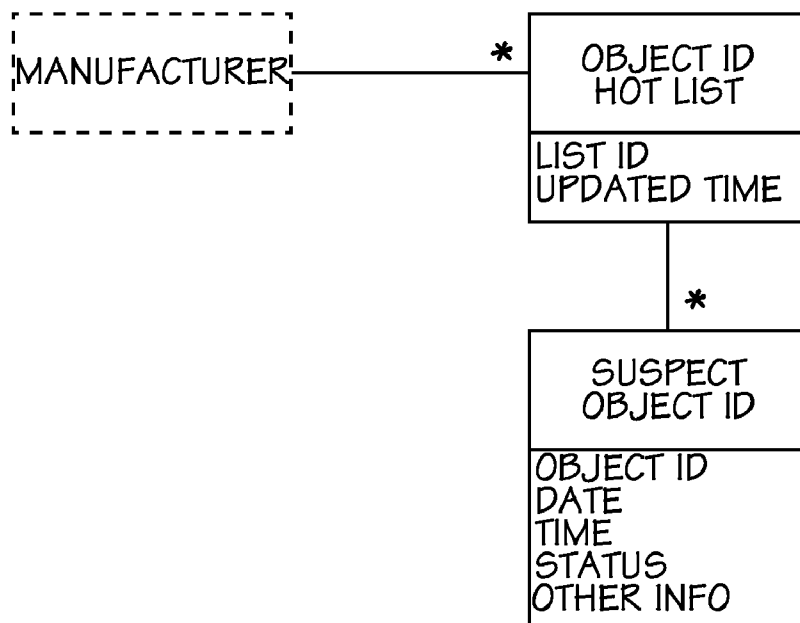 MANUFACTURER
*
OBJECT ID
HOT LIST
LIST ID
UPDATED TIME
*
SUSPECT
OBJECT ID
OBJECT ID
DATE
TIME
STATUS
OTHER INFO